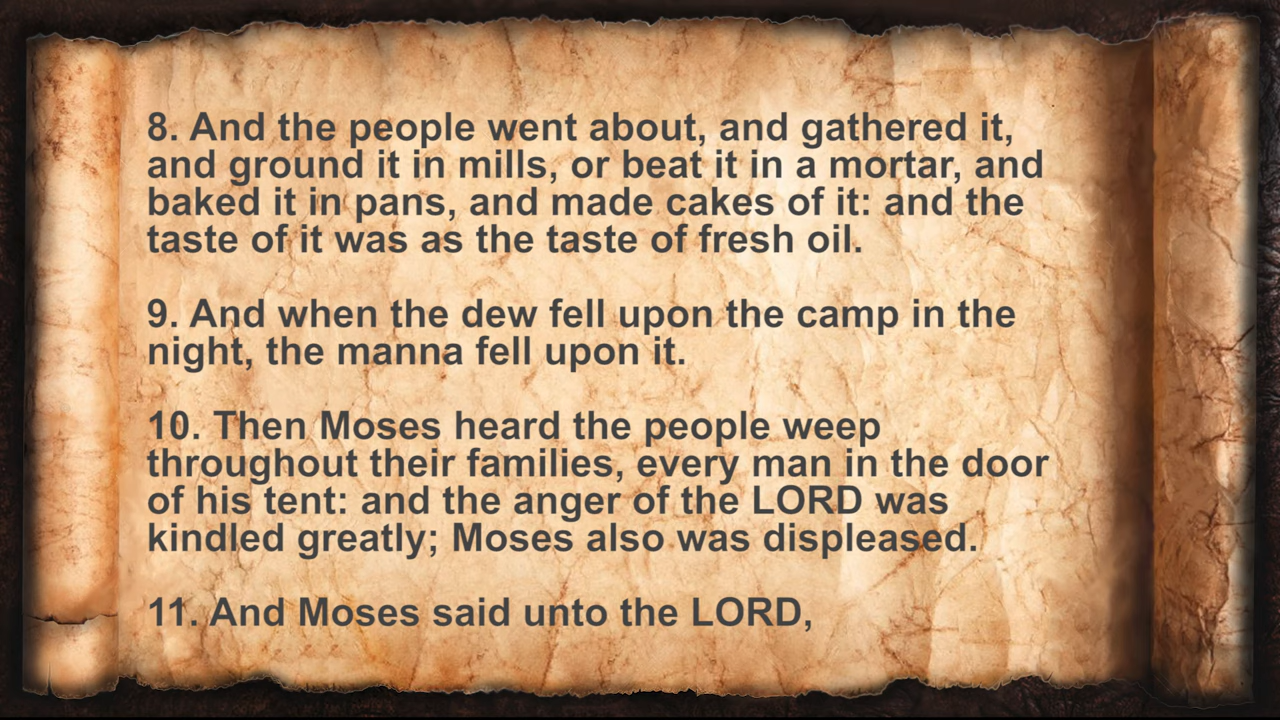 8. And the people went about, and gathered it,
and ground it in mills, or beat it in a mortar, and
baked it in pans, and made cakes of it: and the
taste of it was as the taste of fresh oil.
9. And when the dew fell upon the camp in the
night, the manna fell upon it.
10. Then Moses heard the people weep
throughout their families, every man in the door
of his tent: and the anger of the LORD was
kindled greatly; Moses also was displeased.
11. And Moses said unto the LORD,